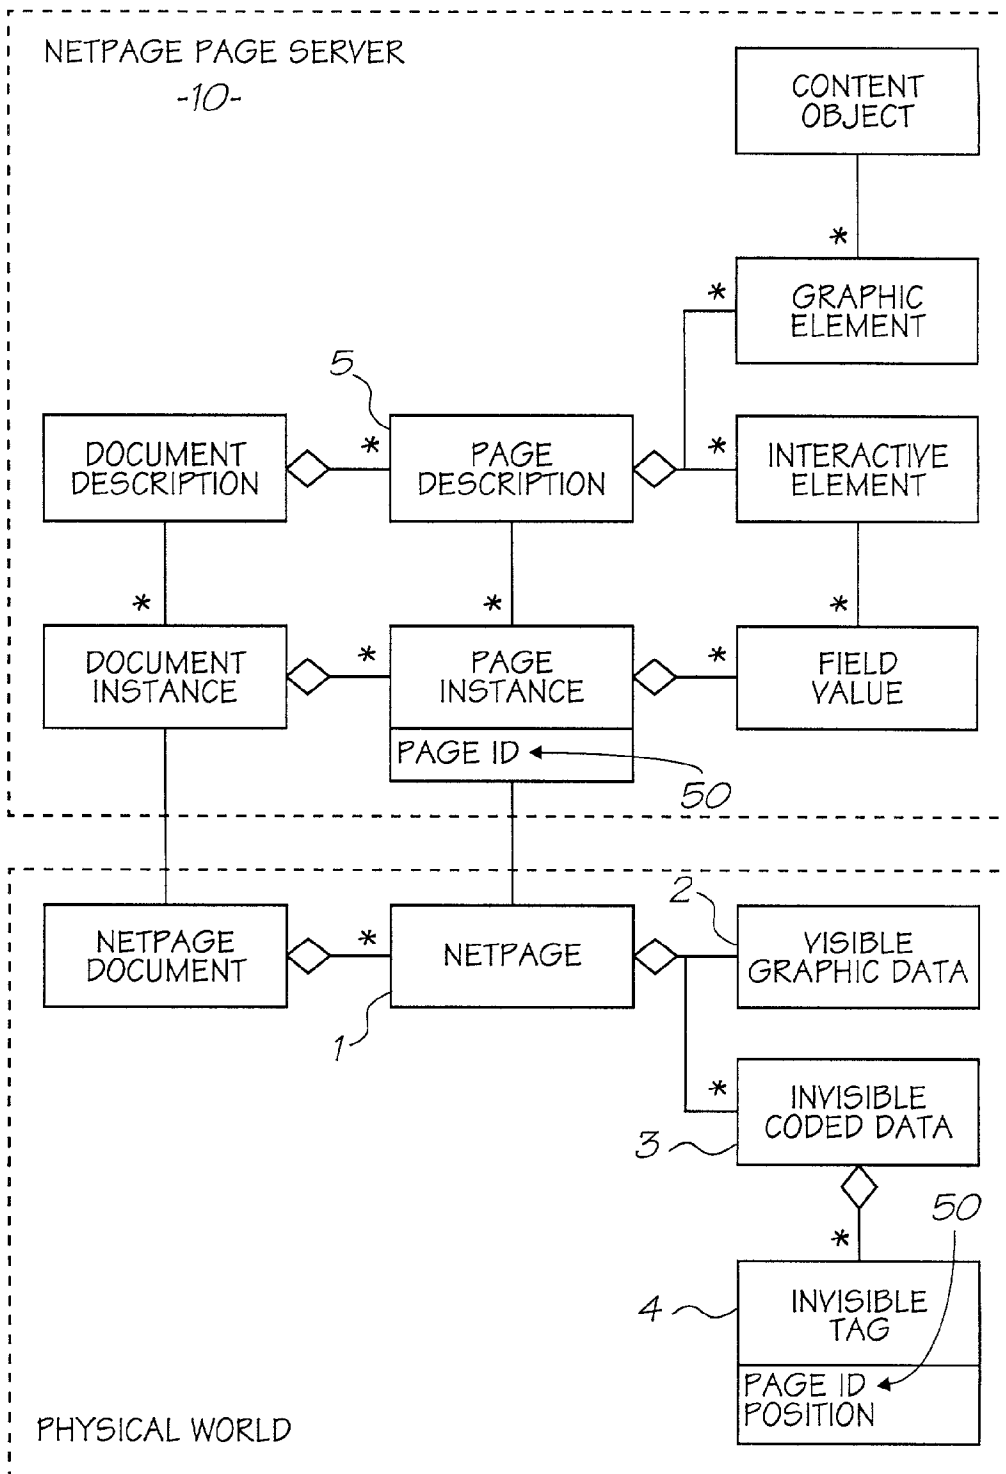 NETPAGE PAGE SERVER
-10-
CONTENT
OBJECT
*
GRAPHIC
ELEMENT
*
5
DOCUMENT
DESCRIPTION
*
PAGE
DESCRIPTION
*
INTERACTIVE
ELEMENT
*
*
*
DOCUMENT
INSTANCE
*
PAGE
INSTANCE
*
FIELD
VALUE
PAGE ID
50
2
NETPAGE
DOCUMENT
*
NETPAGE
VISIBLE
GRAPHIC DATA
1
*
INVISIBLE
CODED DATA
3
50
*
4
INVISIBLE
TAG
PAGE ID
POSITION
PHYSICAL WORLD